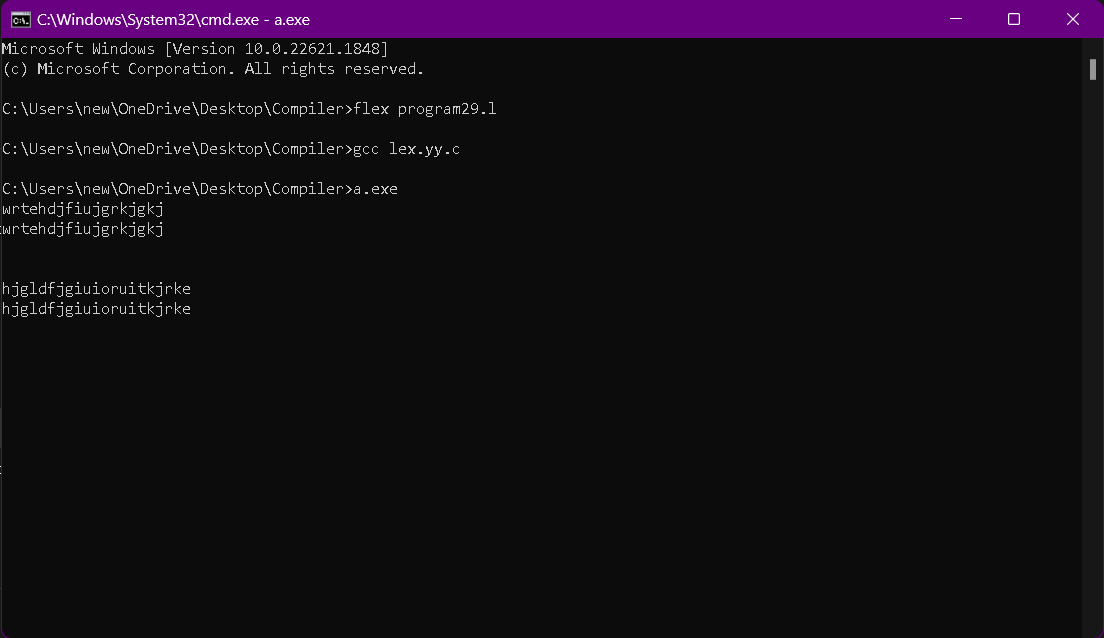 C:\Windows\System32\cmd.exe - a.exe
Microsoft Windows [Version 10.0.22621.1848]
(c) Microsoft Corporation. All rights reserved.
C:\Users\new\OneDrive\Desktop\Compiler>flex program29.l
C:\Users\new\OneDrive\Desktop\Compiler>gcc lex.yy.c
C:\Users\new\OneDrive\Desktop\Compiler>a.exe
wrtehdjfiujgrkjgkj
wrtehdjfiujgrkjgkj
hjgldfjgiuioruitkjrke
hjgldfjgiuioruitkjrke